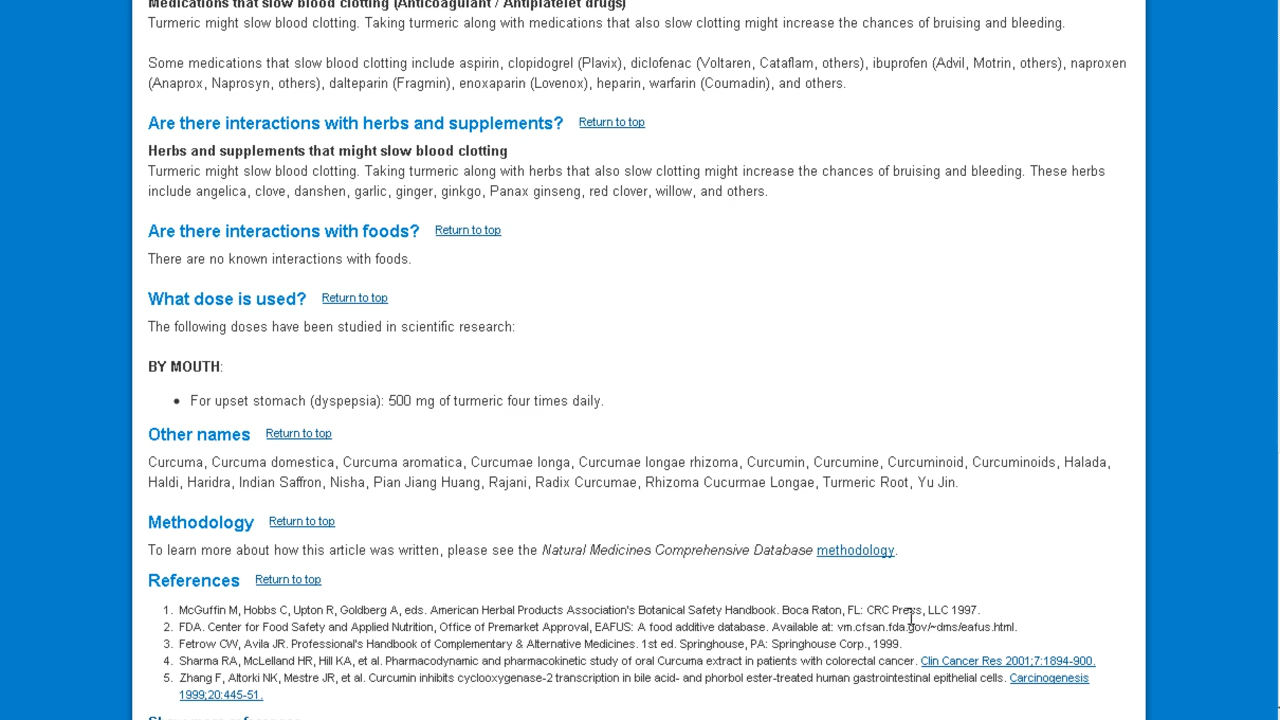 Medications that slow blood clotting (Anticoagulant / Antiplatelet drugs)
Turmeric might slow blood clotting. Taking turmeric along with medications that also slow clotting might increase the chances of bruising and bleeding.
Some medications that slow blood clotting include aspirin, clopidogrel (Plavix), diclofenac (Voltaren, Cataflam, others), ibuprofen (Advil, Motrin, others), naproxen
(Anaprox, Naprosyn, others), dalteparin (Fragmin), enoxaparin (Lovenox), heparin, warfarin (Coumadin), and others.
Are there interactions with herbs and supplements? Return to top
Herbs and supplements that might slow blood clotting
Turmeric might slow blood clotting. Taking turmeric along with herbs that also slow clotting might increase the chances of bruising and bleeding. These herbs
include angelica, clove, danshen, garlic, ginger, ginkgo, Panax ginseng, red clover, willow, and others.
Are there interactions with foods? Return to top
There are no known interactions with foods.
What dose is used? Return to top
The following doses have been studied in scientific research:
BY MOUTH:
• For upset stomach (dyspepsia): 500 mg of turmeric four times daily.
Other names Return to top
Curcuma, Curcuma domestica, Curcuma aromatica, Curcumae longa, Curcumae longae rhizoma, Curcumin, Curcumine, Curcuminoid, Curcuminoids, Halada,
Haldi, Haridra, Indian Saffron, Nisha, Pian Jiang Huang, Rajani, Radix Curcumae, Rhizoma Cucurmae Longae, Turmeric Root, Yu Jin.
Methodology Return to top
To learn more about how this article was written, please see the Natural Medicines Comprehensive Database methodology.
References Return to top
1. McGuffin M, Hobbs C, Upton R, Goldberg A, eds. American Herbal Products Association's Botanical Safety Handbook. Boca Raton, FL: CRC Press, LLC 1997.
2. FDA. Center for Food Safety and Applied Nutrition, Office of Premarket Approval, EAFUS: A food additive database. Available at: vm.cfsan.fda.gov/~dms/eafus.html.
3. Fetrow CW, Avila JR. Professional's Handbook of Complementary & Alternative Medicines. 1st ed. Springhouse, PA: Springhouse Corp., 1999.
4. Sharma RA, McLelland HR, Hill KA, et al. Pharmacodynamic and pharmacokinetic study of oral Curcuma extract in patients with colorectal cancer. Clin Cancer Res 2001;7:1894-900.
5. Zhang F, Altorki NK, Mestre JR, et al. Curcumin inhibits cyclooxygenase-2 transcription in bile acid- and phorbol ester-treated human gastrointestinal epithelial cells. Carcinogenesis
1999;20:445-51.